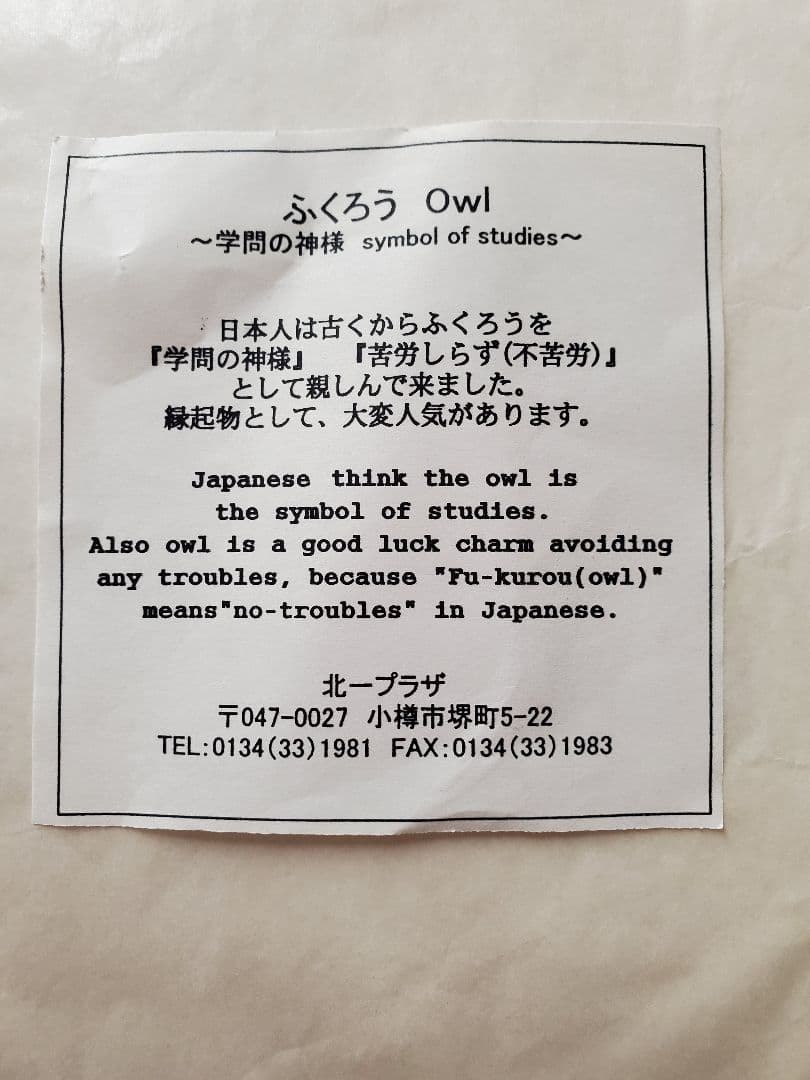 ふくろう Owl
～学問の神様 symbol of studies～
日本人は古くからふくろうを
『学問の神様』 『苦労しらず(不苦労)』
として親しんで来ました。
縁起物として、大変人気があります。
Japanese think the owl is
the symbol of studies.
Also owl is a good luck charm avoiding
any troubles, because "Fu-kurou(owl)"
means"no-troubles" in Japanese.
北一プラザ
〒047-0027 小樽市堺町5-22
TEL:0134(33)1981 FAX:0134(33)1983